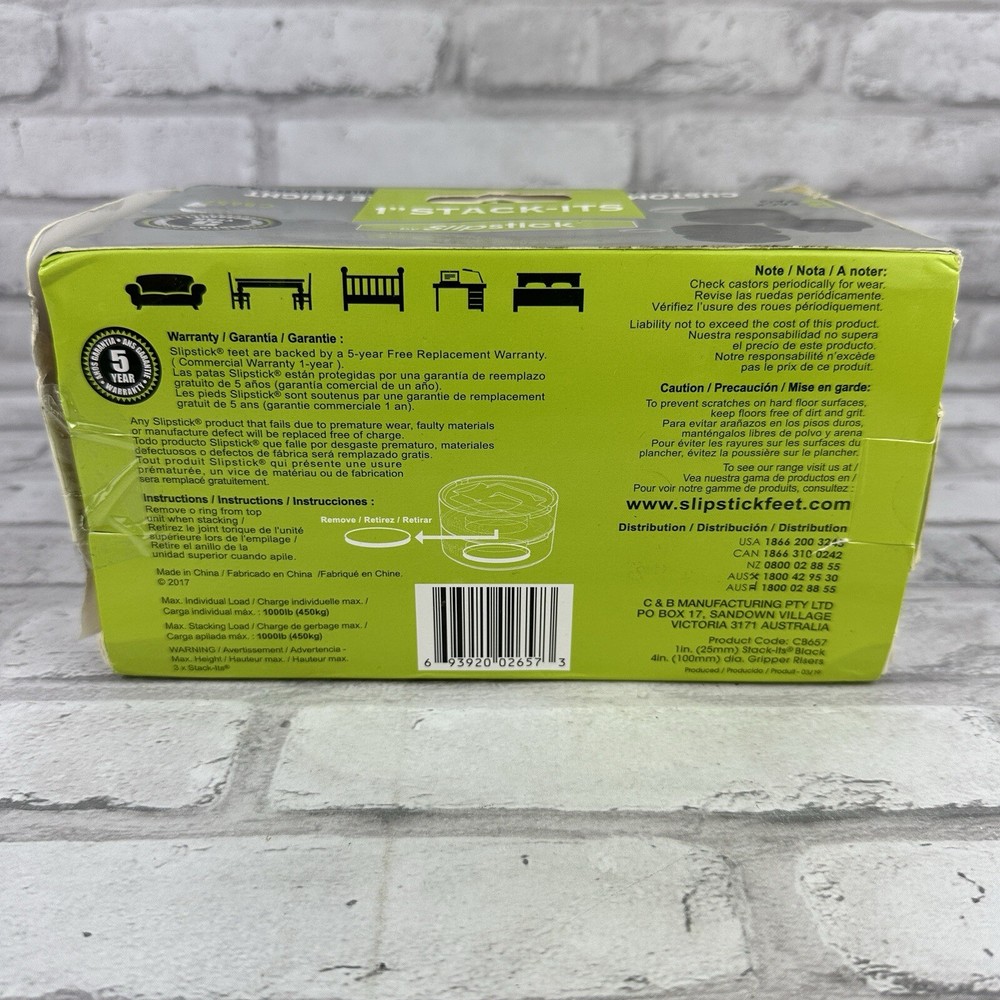 1" STACK-ITS
BY Slipstick
5
YEAR
WARRANTY
Warranty / Garantía / Garantie :
Slipstick® feet are backed by a 5-year Free Replacement Warranty.
( Commercial Warranty 1-year ).
Las patas Slipstick® están protegidas por una garantía de reemplazo
gratuito de 5 años (garantía comercial de un año).
Les pieds Slipstick® sont soutenus par une garantie de remplacement
gratuit de 5 ans (garantie commerciale 1 an).
Any Slipstick® product that fails due to premature wear, faulty materials
or manufacture defect will be replaced free of charge.
Todo producto Slipstick® que falle por desgaste prematuro, materiales
defectuosos o defectos de fábrica será remplazado gratis.
Tout produit Slipstick® qui présente une usure
prématurée, un vice de matériau ou de fabrication
sera remplacé gratuitement.
Instructions / Instructions / Instrucciones :
Remove o ring from top
unit when stacking /
Retirez le joint torique de l'unité
supérieure lors de l'empilage /
Retire el anillo de la
unidad superior cuando apile.
Remove / Retirez / Retirar
Made in China / Fabricado en China /Fabriqué en Chine.
© 2017
Max. Individual Load / Charge individuelle max. /
Carga individual máx. : 1000lb (450kg)
Max. Stacking Load / Charge de gerbage max. /
Carga apilada máx. : 1000lb (450kg)
WARNING / Avertissement / Advertencia -
Max. Height / Hauteur max. / Hauteur max.
3 x Stack-Its®
6 93920 02657 3
Note / Nota / A noter:
Check castors periodically for wear.
Revise las ruedas periódicamente.
Vérifiez l'usure des roues périodiquement.
Liability not to exceed the cost of this product.
Nuestra responsabilidad no supera
el precio de este producto.
Notre responsabilité n'excède
pas le prix de ce produit.
Caution / Precaución / Mise en garde:
To prevent scratches on hard floor surfaces,
keep floors free of dirt and grit.
Para evitar arañazos en los pisos duros,
manténgalos libres de polvo y arena
Pour éviter les rayures sur les surfaces du
plancher, évitez la poussière sur le plancher.
To see our range visit us at /
Vea nuestra gama de productos en /
Pour voir notre gamme de produits, consultez :
www.slipstickfeet.com
Distribution / Distribución / Distribution
USA 1866 200
CAN 1866 310 0242
NZ 0800 02 88 55
AUS 1800 42 95 30
AUS 1800 02 88 55
C & B MANUFACTURING PTY LTD
PO BOX 17, SANDOWN VILLAGE
VICTORIA 3171 AUSTRALIA
Product Code: CB657
1in. (25mm) Stack-Its® Black
4in. (100mm) dia. Gripper Risers
Produced / Producido / Produit -